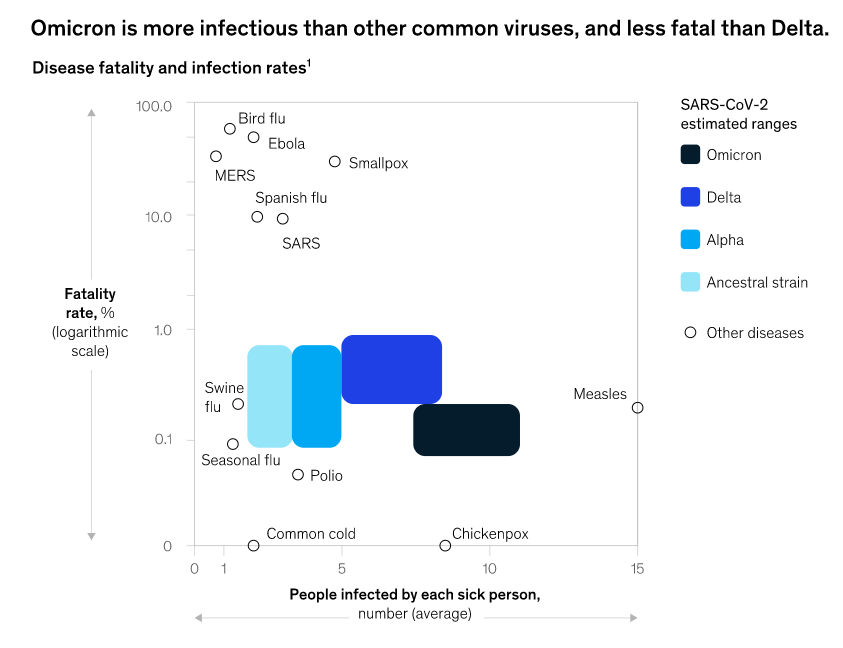 Omicron is more infectious than other common viruses, and less fatal than Delta.
Disease fatality and infection rates¹
SARS-CoV-2
estimated ranges
Omicron
Delta
Alpha
Ancestral strain
Other diseases
Fatality
rate, %
(logarithmic
scale)
100.0
10.0
1.0
0.1
0
Bird flu
Ebola
MERS
Smallpox
Spanish flu
SARS
Swine
flu
Measles
Seasonal flu
Polio
Common cold
Chickenpox
0 1 5 10 15
People infected by each sick person,
number (average)